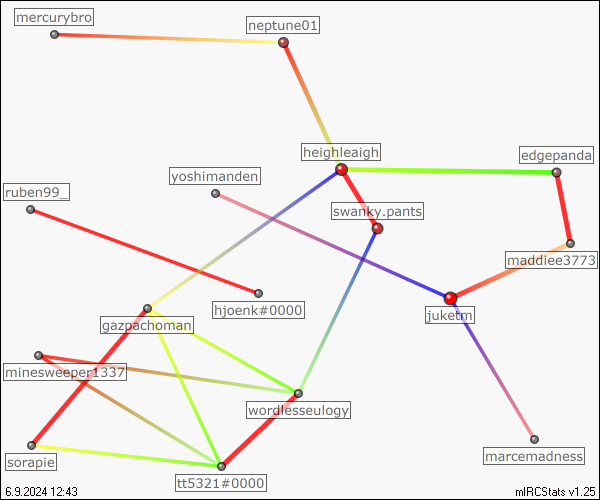 mercurybro
neptune01
heighleaigh
edgepanda
yoshimanden
ruben99_
swanky.pants
maddiee3773
hjoenk#0000
juketm
gazpachoman
minesweeper1337
wordlesseulogy
marcemadness
sorapie
tt5321#0000
6.9.2024 12:43
mIRCStats v1.25